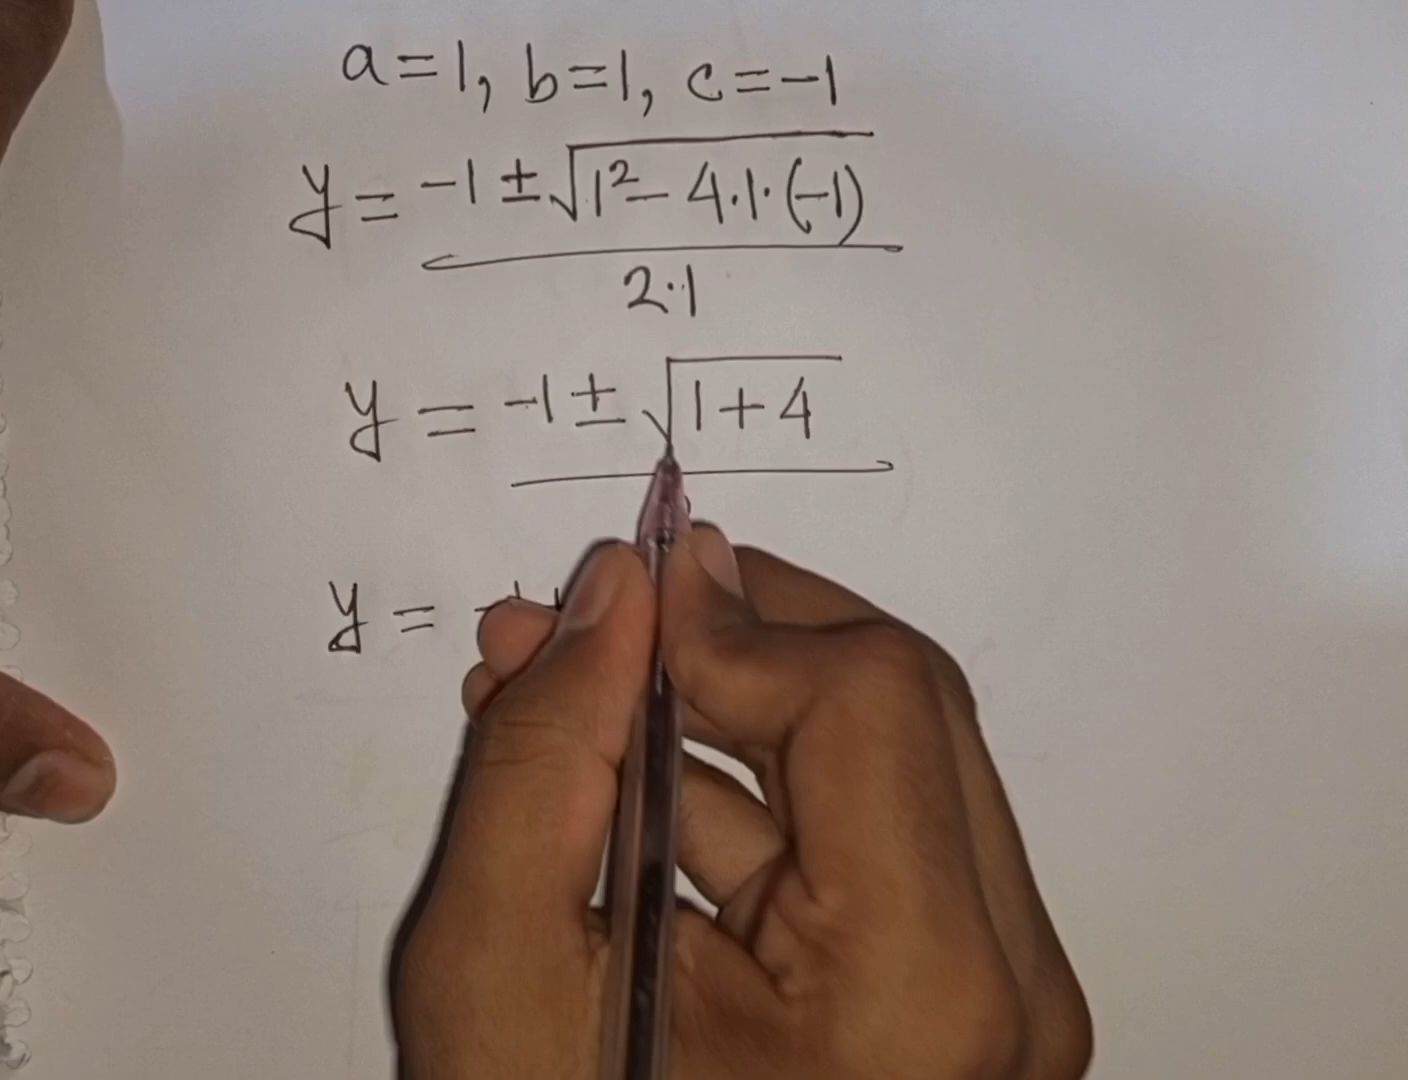 a=1, b=1, c=-1
y= -1 ± √1² - 4·1·(-1)
2·1
y = -1 ± √1+4
y =